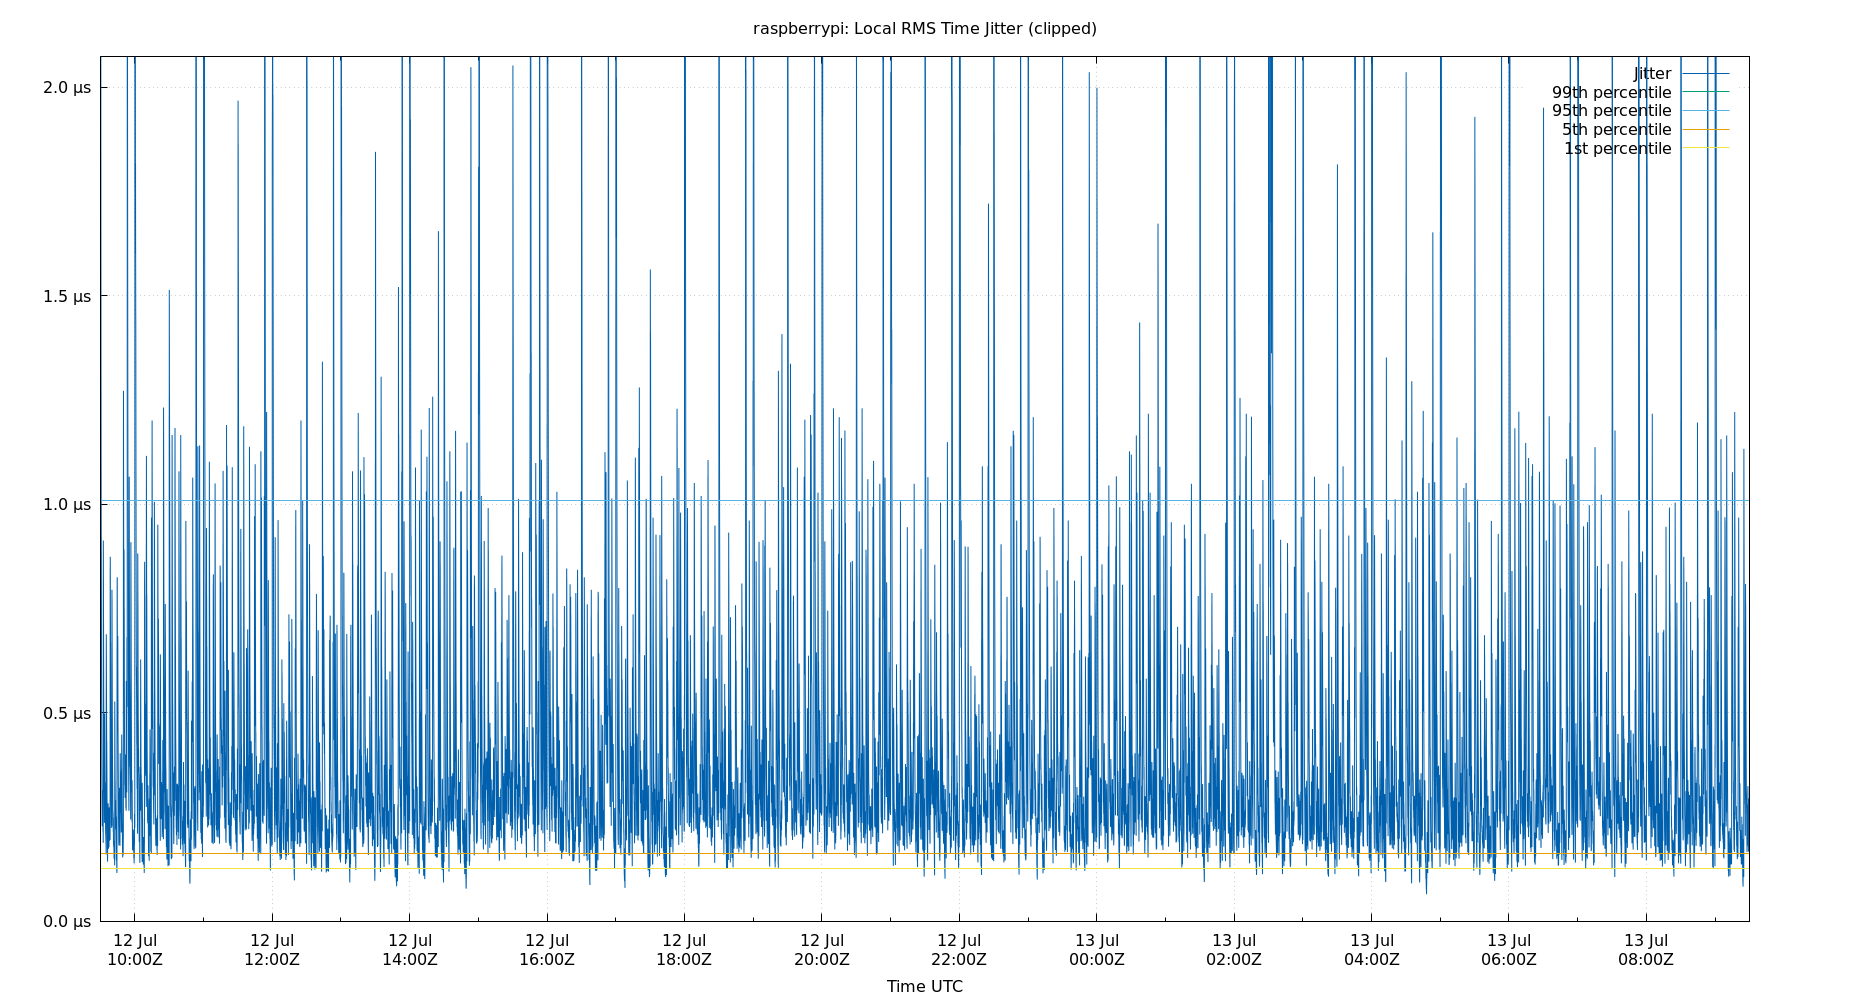 raspberrypi: Local RMS Time Jitter (clipped)
2.0 µs
1.5 µs
1.0 µs
0.5 µs
0.0 µs
Jitter
99th percentile
95th percentile
5th percentile
1st percentile
12 Jul 12 Jul 12 Jul 12 Jul 12 Jul 12 Jul 12 Jul 13 Jul 13 Jul 13 Jul 13 Jul 13 Jul
10:00Z 12:00Z 14:00Z 16:00Z 18:00Z 20:00Z 22:00Z 00:00Z 02:00Z 04:00Z 06:00Z 08:00Z
Time UTC